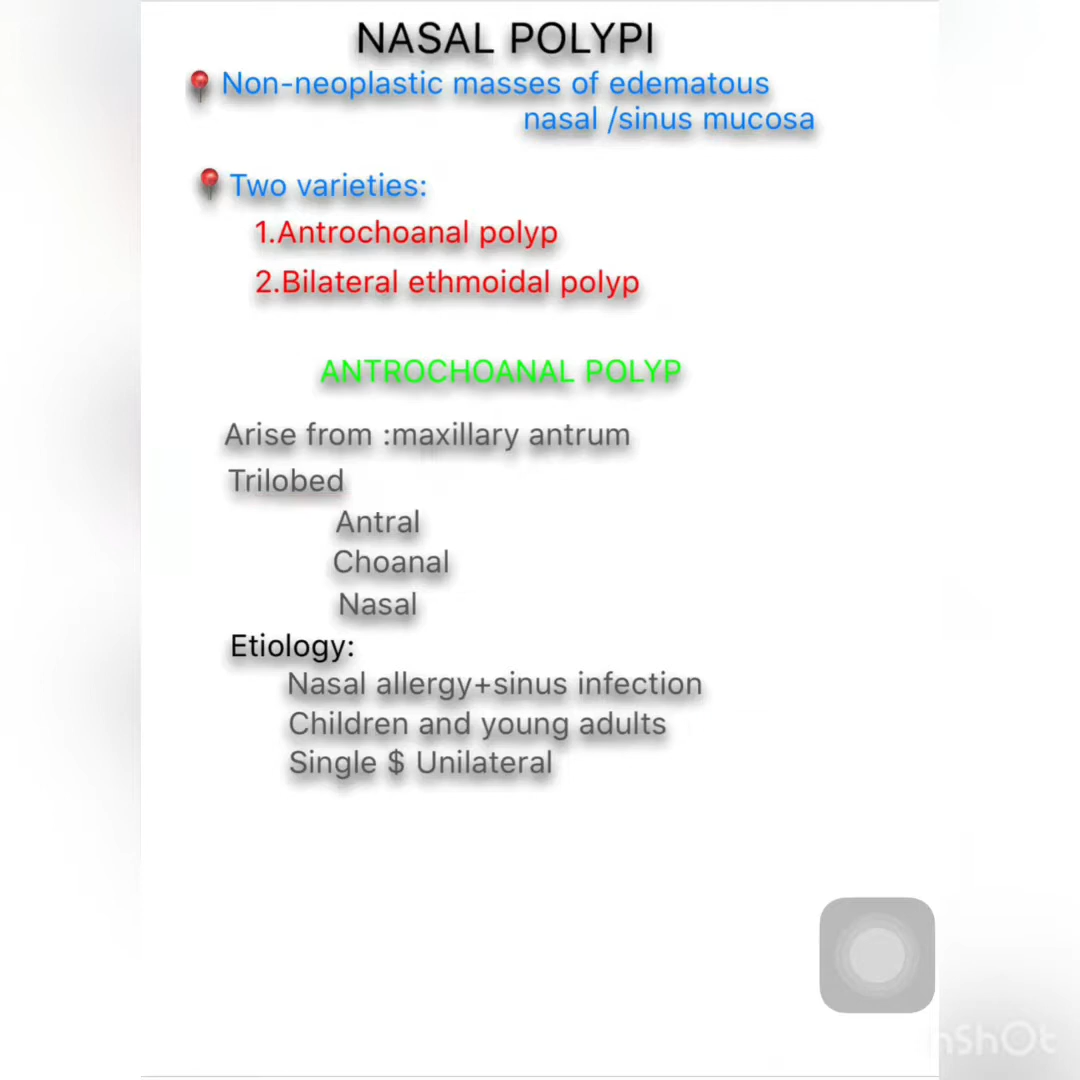 NASAL POLYPI
Non-neoplastic masses of edematous
nasal /sinus mucosa
Two varieties:
1.Antrochoanal polyp
2.Bilateral ethmoidal polyp
ANTROCHOANAL POLYP
Arise from :maxillary antrum
Trilobed
Antral
Choanal
Nasal
Etiology:
Nasal allergy+sinus infection
Children and young adults
Single $ Unilateral